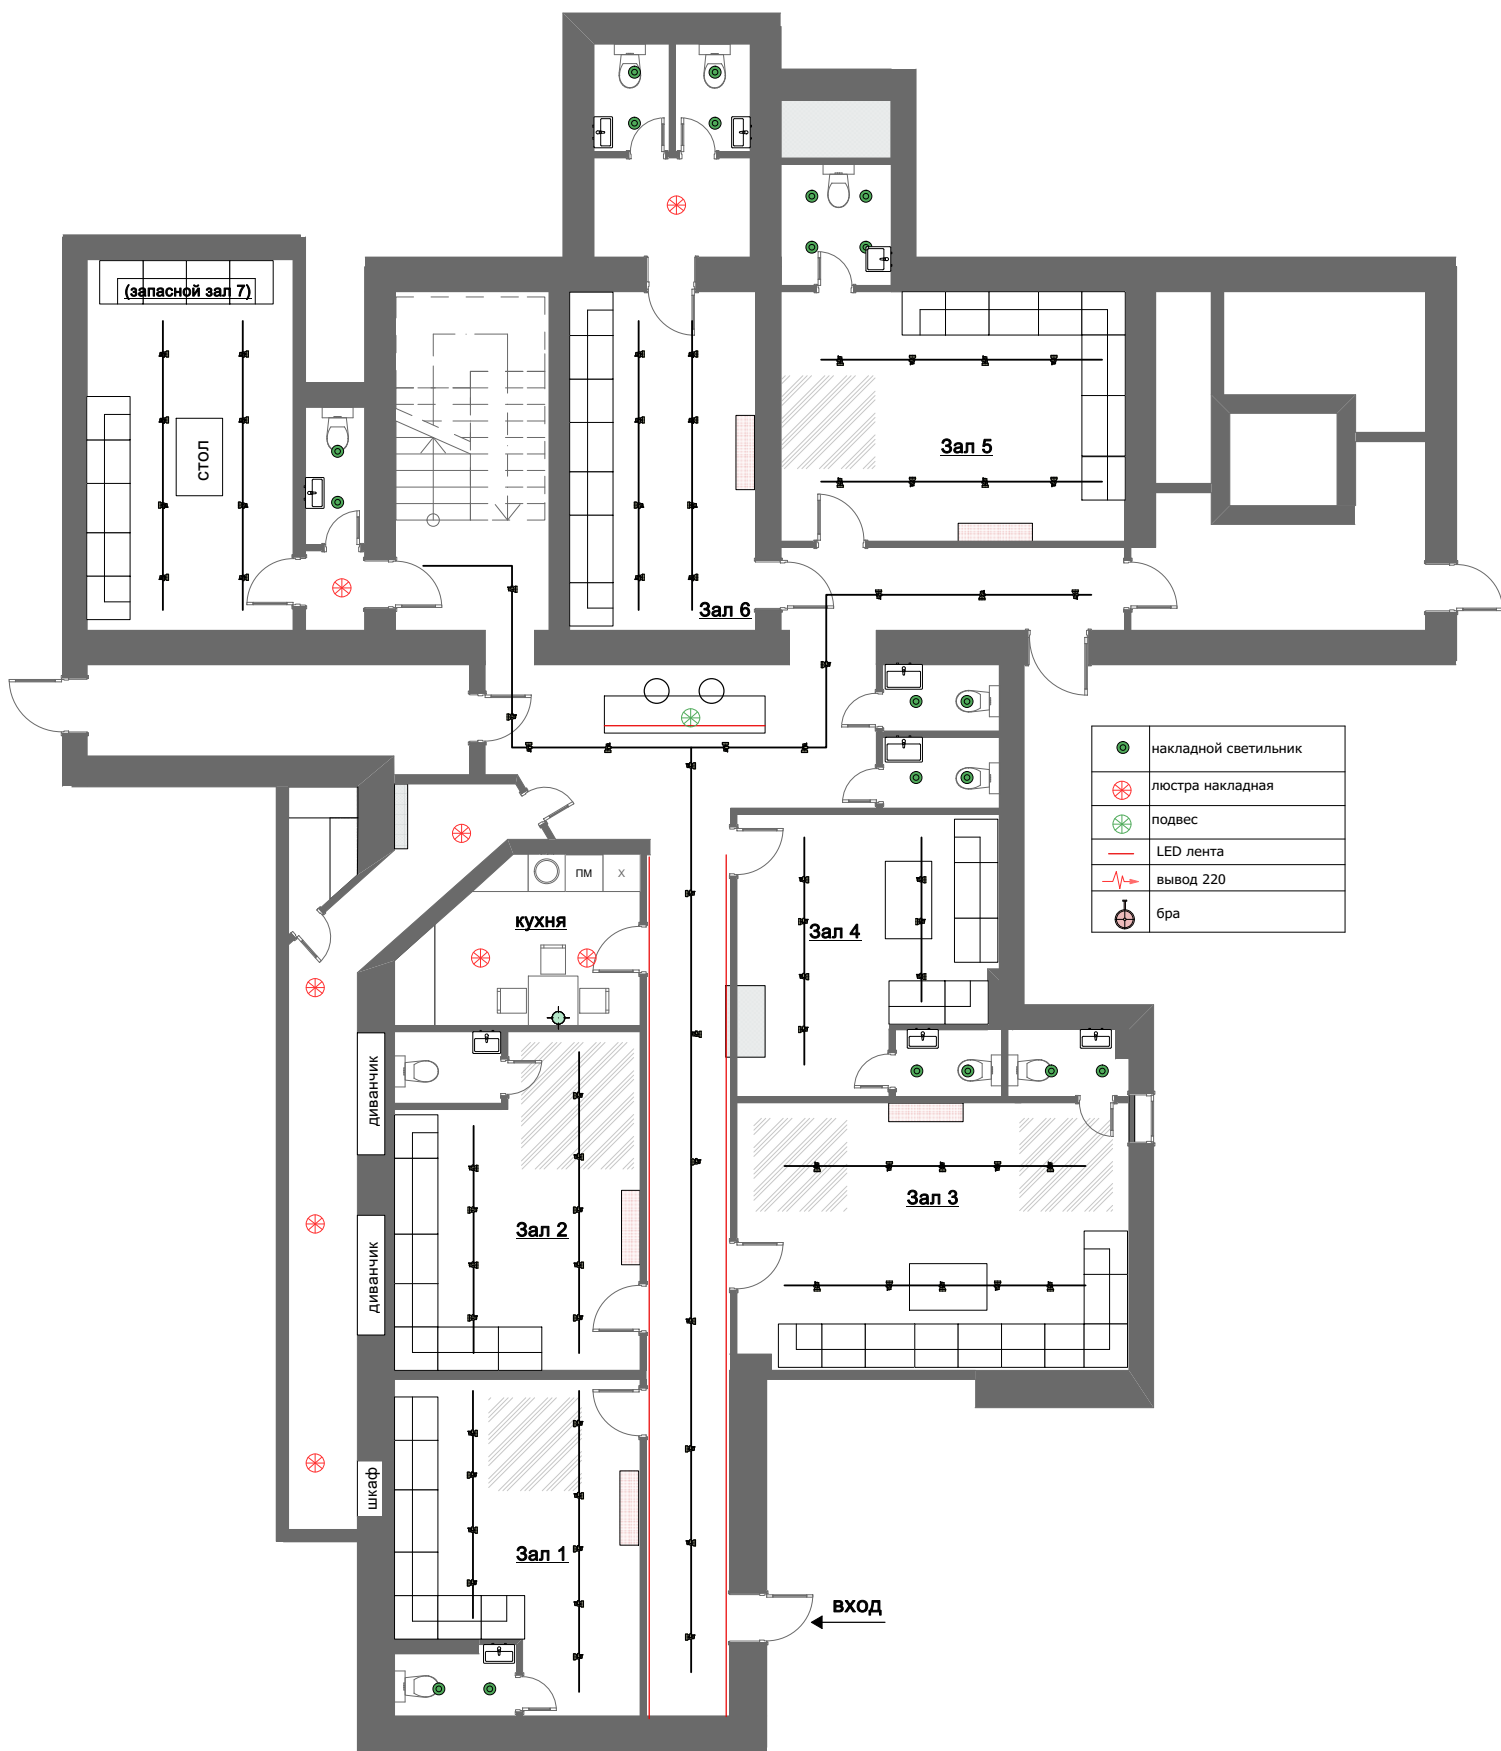 (запасной зал 7)
стол
Зал 5
Зал 6
накладной светильник
люстра накладная
подвес
LED лента
вывод 220
бра
пм
х
кухня
Зал 4
диванчик
Зал 3
Зал 2
диванчик
шкаф
Зал 1
вход